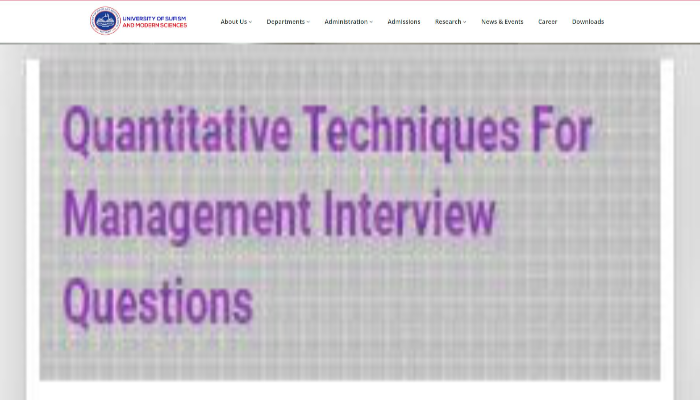 UNIVERSITY OF SUFISM
AND MODERN SCIENCES
About Us
Departments
Administration
Admissions
Research
News & Events
Career
Downloads
Quantitative Techniques For
Management Interview
Questions